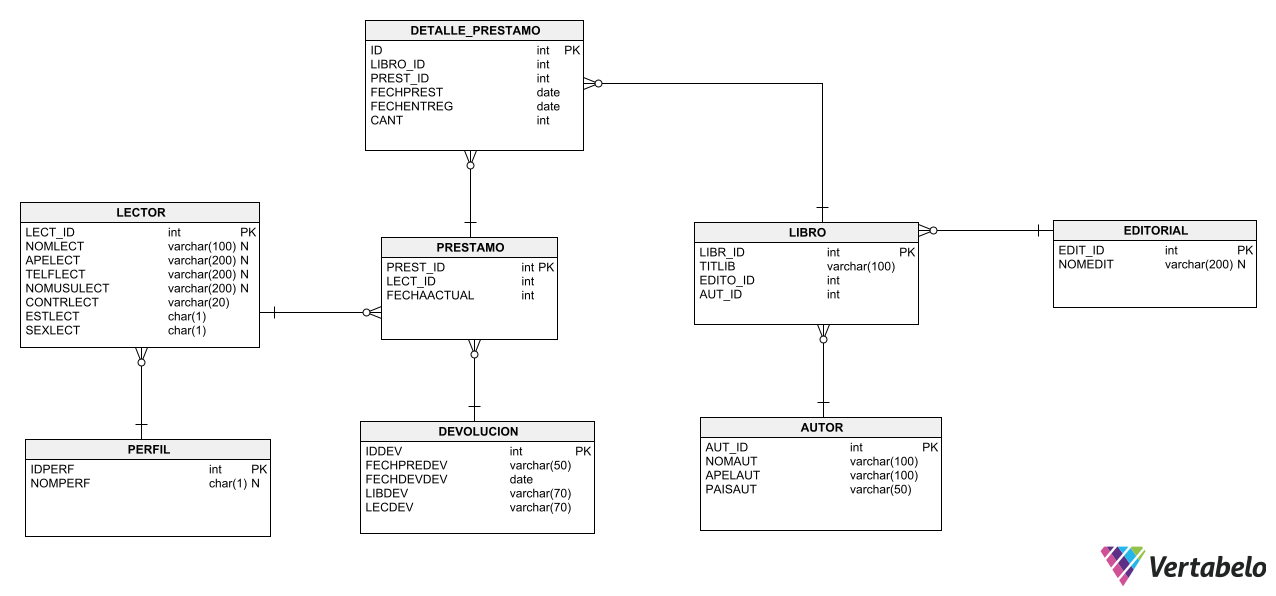 DETALLE_PRESTAMO
ID int PK
LIBRO_ID int
PREST_ID int
FECHPREST date
FECHENTREG date
CANT int
LECTOR
LECT_ID int PK
NOMLECT varchar(100) N
APELECT varchar(200) N
TELFLECT varchar(200) N
NOMUSULECT varchar(200) N
CONTRLECT varchar(20)
ESTLECT char(1)
SEXLECT char(1)
PRESTAMO
PREST_ID int PK
LECT_ID int
FECHAACTUAL int
LIBRO
LIBR_ID int PK
TITLIB varchar(100)
EDITO_ID int
AUT_ID int
EDITORIAL
EDIT_ID int PK
NOMEDIT varchar(200) N
PERFIL
IDPERF int PK
NOMPERF char(1) N
DEVOLUCION
IDDEV int PK
FECHPREDEV varchar(50)
FECHDEVDEV date
LIBDEV varchar(70)
LECDEV varchar(70)
AUTOR
AUT_ID int PK
NOMAUT varchar(100)
APELAUT varchar(100)
PAISAUT varchar(50)
Vertabelo